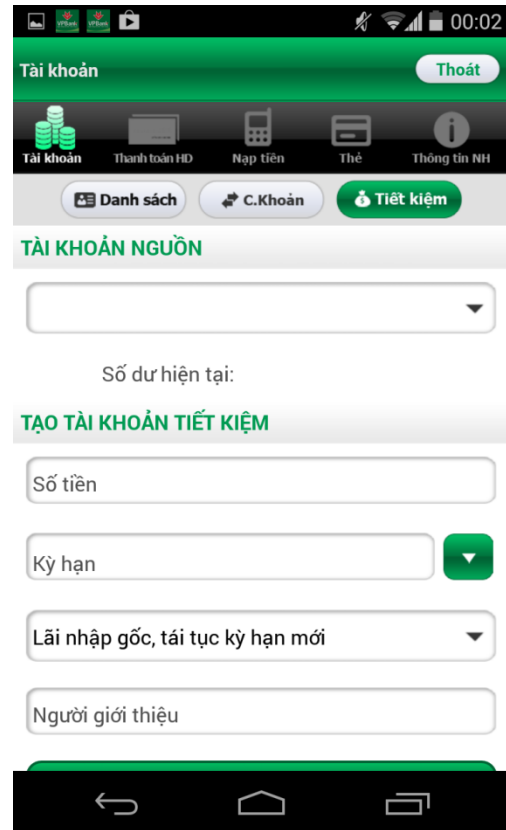 VPBank VPBank 00:02
Tài khoản Thoát
Tài khoản Thanh toán HD Nạp tiền Thẻ Thông tin NH
Danh sách C.Khoản Tiết kiệm
TÀI KHOẢN NGUỒN
Số dư hiện tại:
TẠO TÀI KHOẢN TIẾT KIỆM
Số tiền
Kỳ hạn
Lãi nhập gốc, tái tục kỳ hạn mới
Người giới thiệu